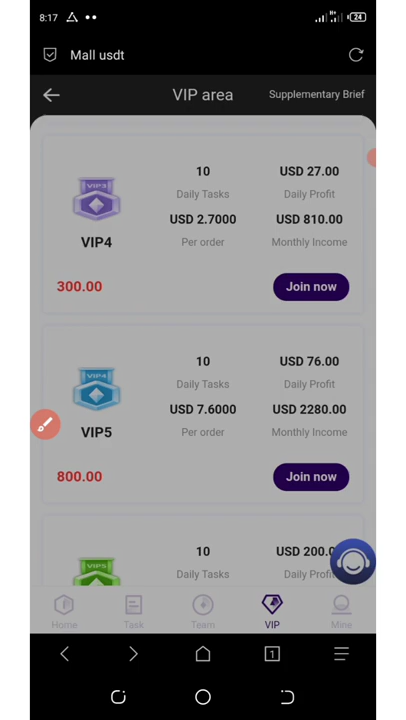 8:17
24
Mall usdt
VIP area
Supplementary Brief
10
USD 27.00
Daily Tasks
Daily Profit
VIP3
USD 2.7000
USD 810.00
VIP4
Per order
Monthly Income
300.00
Join now
10
USD 76.00
Daily Tasks
Daily Profit
VIP4
USD 7.6000
USD 2280.00
VIP5
Per order
Monthly Income
800.00
Join now
10
USD 200.0
Daily Tasks
Daily Profi
VIP5
Home
Task
Team
VIP
Mine
1